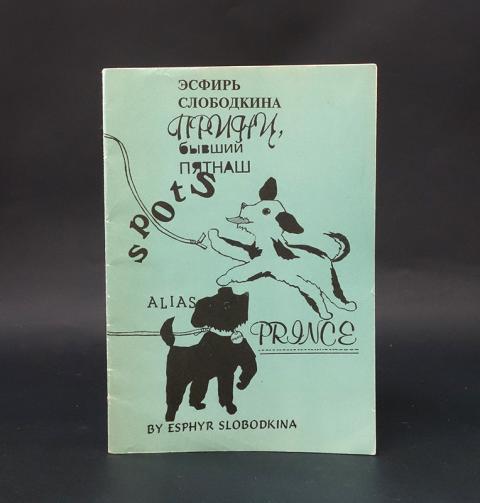 ЭСФИРЬ
СЛОБОДКИНА
ПРИНЦ,
бывший
ПЯТНАШ
spots
ALIAS
PRINCE
BY ESPHYR SLOBODKINA